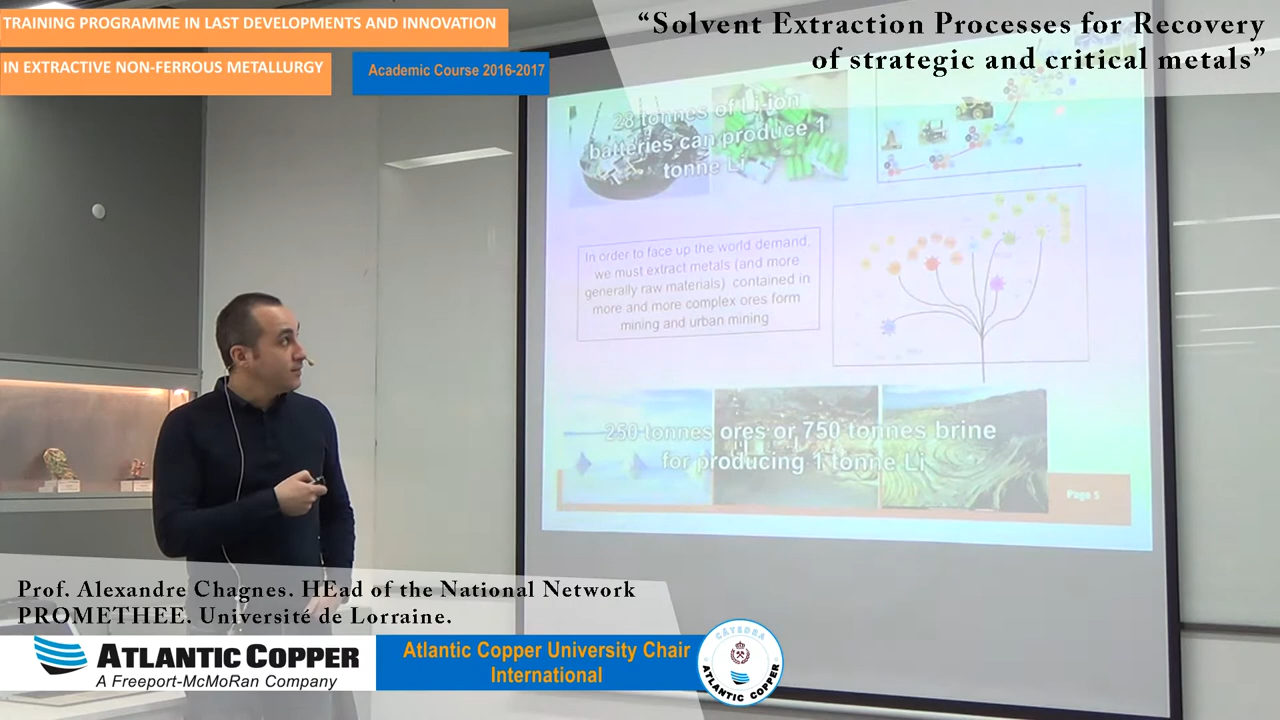 TRAINING PROGRAMME IN LAST DEVELOPMENTS AND INNOVATION
IN EXTRACTIVE NON-FERROUS METALLURGY
Academic Course 2016-2017
“Solvent Extraction Processes for Recovery
of strategic and critical metals”
28 tonnes of Li-ion
batteries can produce 1
tonne Li
In order to face up the world demand,
we must extract metals (and more
generally raw materials) contained in
more and more complex ores form
mining and urban mining
250 tonnes ores or 750 tonnes brine
for producing 1 tonne Li
Page 5
Prof. Alexandre Chagnes. HEad of the National Network
PROMETHEE. Université de Lorraine.
ATLANTIC COPPER
A Freeport-McMoRan Company
Atlantic Copper University Chair
International
CÁTEDRA
ATLANTIC COPPER